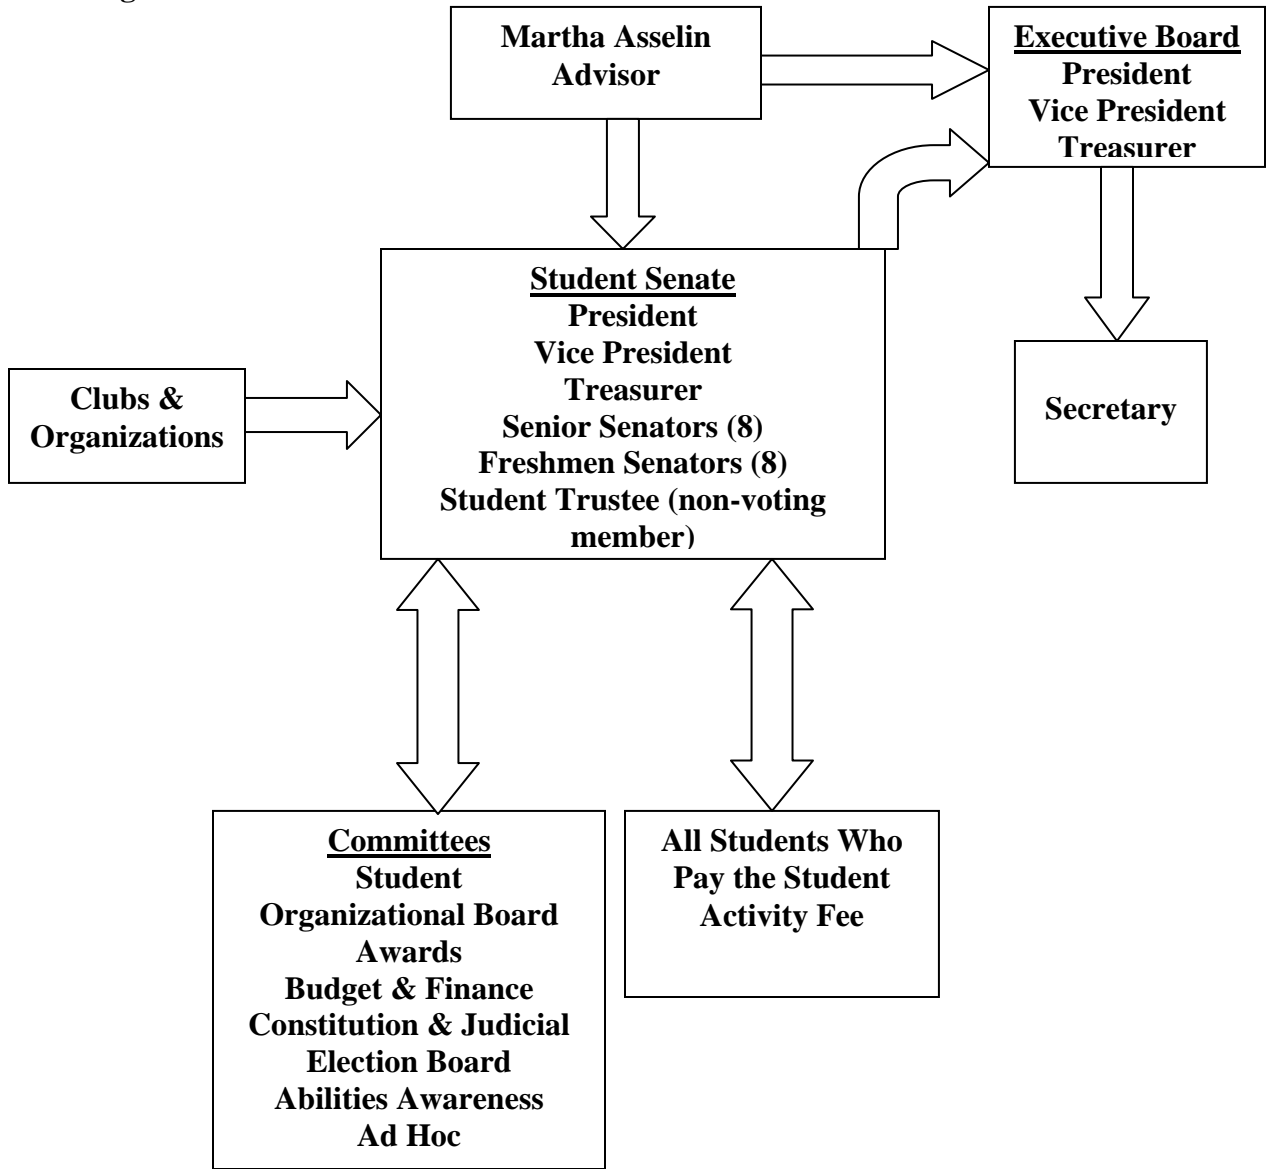 Martha Asselin
Advisor
Executive Board
President
Vice President
Treasurer
Student Senate
President
Vice President
Treasurer
Senior Senators (8)
Freshmen Senators (8)
Student Trustee (non-voting
member)
Clubs &
Organizations
Secretary
Committees
Student
Organizational Board
Awards
Budget & Finance
Constitution & Judicial
Election Board
Abilities Awareness
Ad Hoc
All Students Who
Pay the Student
Activity Fee